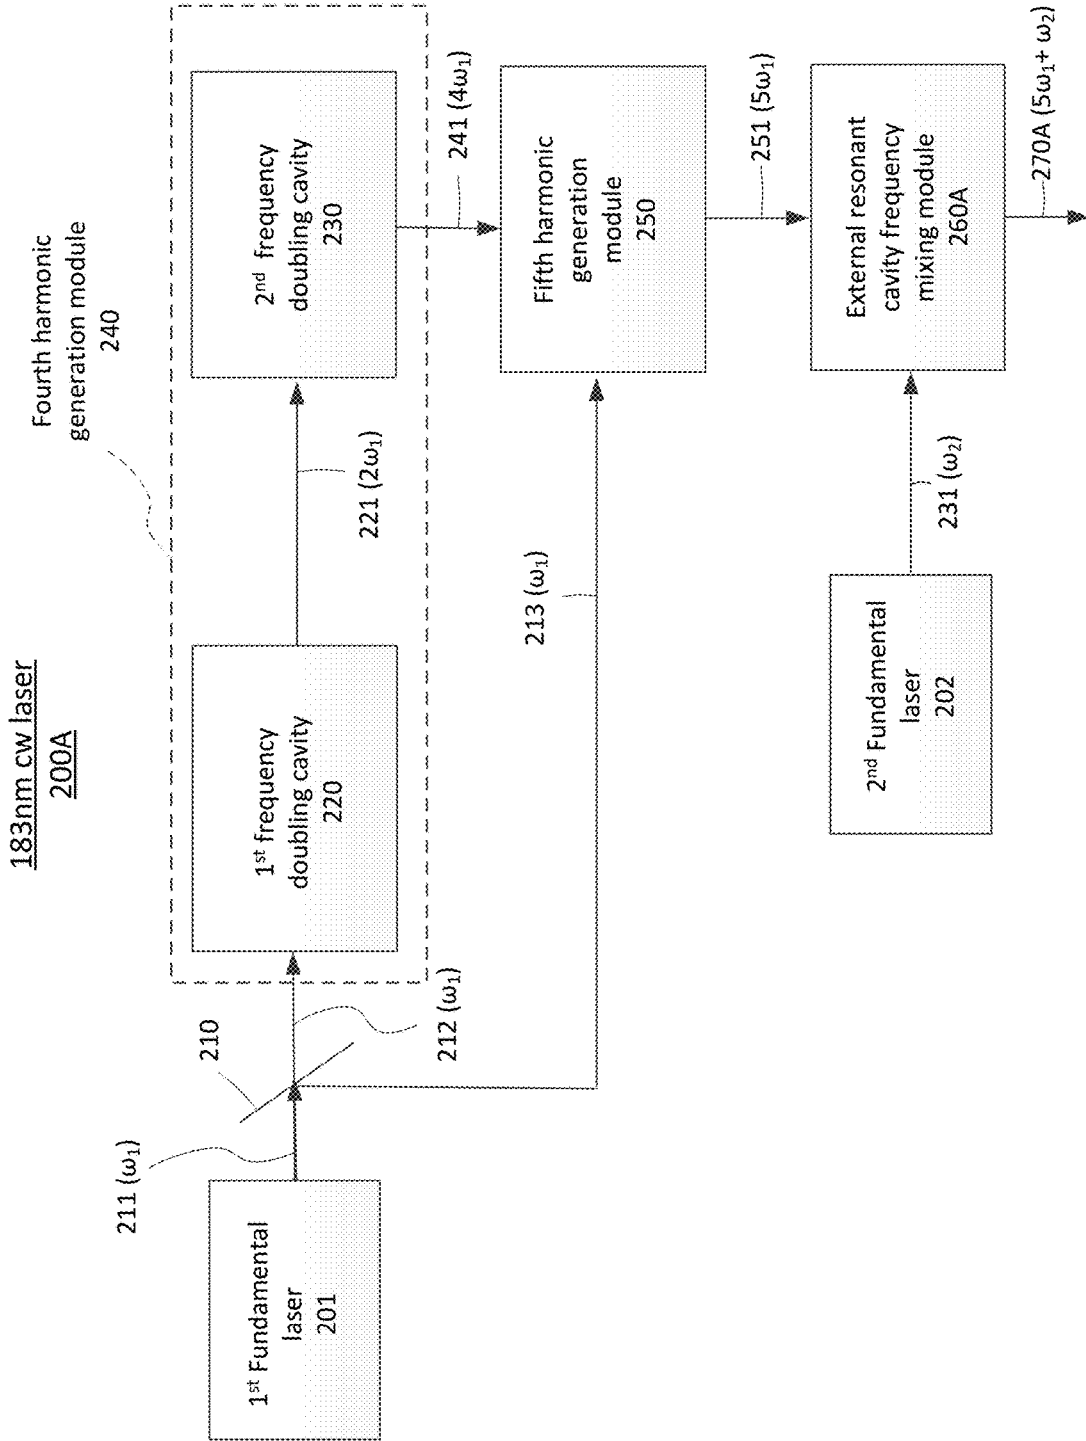 183nm cw laser
200A
Fourth harmonic
generation module
240
1st Fundamental
laser
201
211 (ω1)
210
212 (ω1)
1st frequency
doubling cavity
220
221 (2ω1)
2nd frequency
doubling cavity
230
241 (4ω1)
213 (ω1)
Fifth harmonic
generation
module
250
251 (5ω1)
2nd Fundamental
laser
202
231 (ω2)
External resonant
cavity frequency
mixing module
260A
270A (5ω1+ ω2)